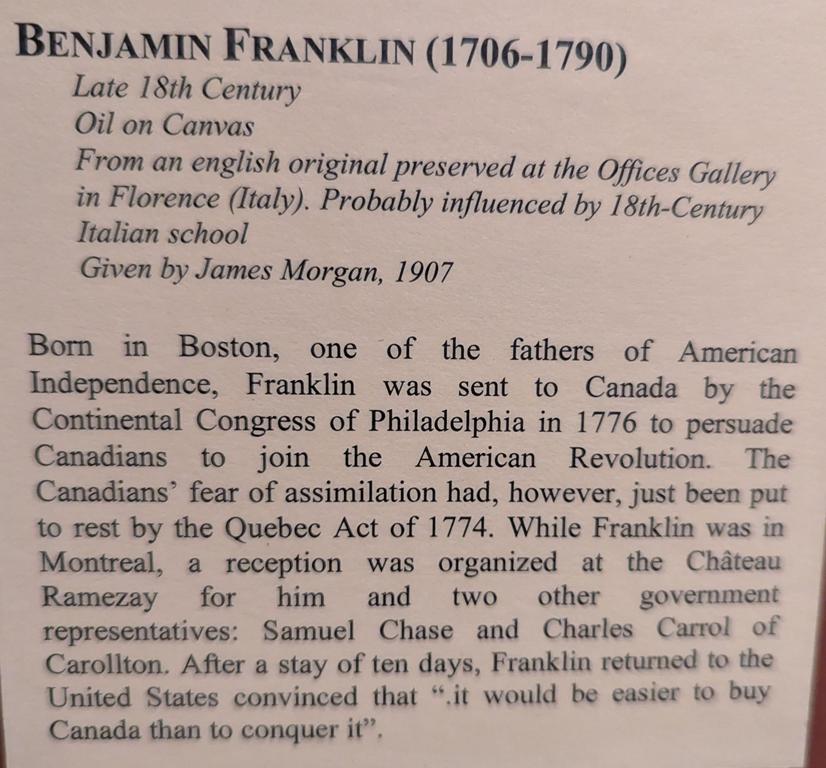 BENJAMIN FRANKLIN (1706-1790)
Late 18th Century
Oil on Canvas
From an english original preserved at the Offices Gallery
in Florence (Italy). Probably influenced by 18th-Century
Italian school
Given by James Morgan, 1907
Born in Boston, one of the fathers of American
Independence, Franklin was sent to Canada by the
Continental Congress of Philadelphia in 1776 to persuade
Canadians to join the American Revolution. The
Canadians' fear of assimilation had, however, just been put
to rest by the Quebec Act of 1774. While Franklin was in
Montreal, a reception was organized at the Château
Ramezay for him and two other government
representatives: Samuel Chase and Charles Carrol of
Carollton. After a stay of ten days, Franklin returned to the
United States convinced that “.it would be easier to buy
Canada than to conquer it”.